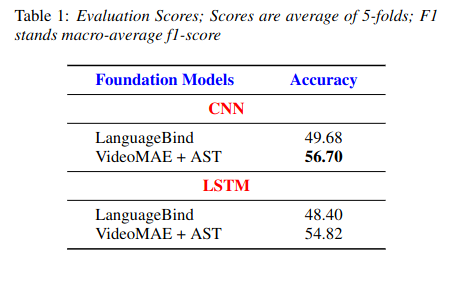 Table 1: Evaluation Scores; Scores are average of 5-folds; F1
stands macro-average f1-score
Foundation Models Accuracy
CNN
LanguageBind 49.68
VideoMAE + AST 56.70
LSTM
LanguageBind 48.40
VideoMAE + AST 54.82